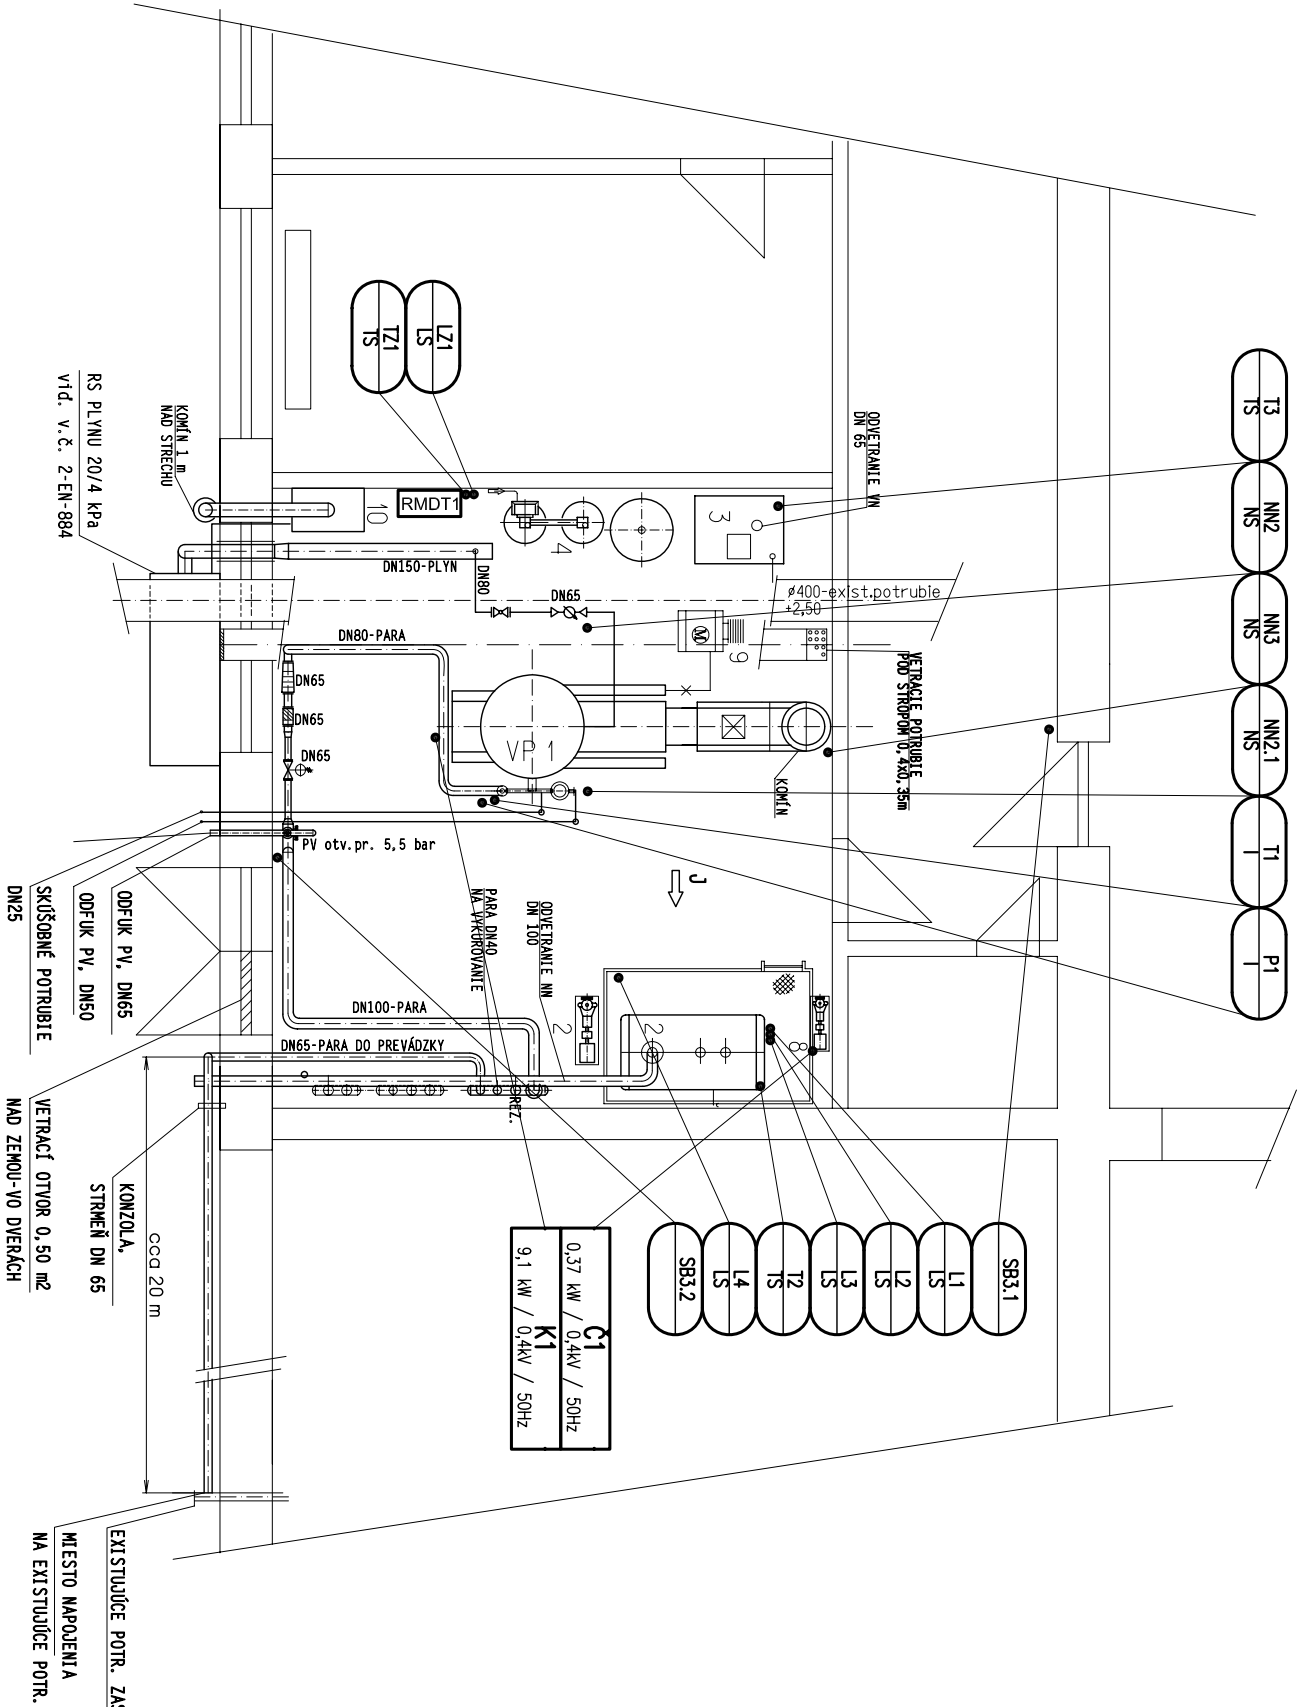 T3
TS
NN2
NS
NN3
NS
NN2.1
NS
T1
I
P1
I
ODVETRANIE VN
DN 65
LZ1
LS
TZ1
TS
RS PLYNU 20/4 kPa
viď. v.č. 2-EN-884
KOMÍN 1 m
NAD STRECHU
10
RMDT1
4
3
DN150-PLYN
DN80
DN65
ø400-exist.potrubie
+2,50
M
9
VETRACIE POTRUBIE
POD STROPOM 0,4x0,35m
DN80-PARA
DN65
DN65
DN65
VP 1
KOMÍN
PV otv.pr. 5,5 bar
J
SKÚŠOBNÉ POTRUBIE
DN25
ODFUK PV, DN50
ODFUK PV, DN65
PARA DN40
NA VYKUROVANIE
ODVETRANIE NN
DN 100
DN100-PARA
DN65-PARA DO PREVÁDZKY
REZ.
2
2
8
VETRACÍ OTVOR 0,50 m2
NAD ZEMOU-VO DVERÁCH
KONZOLA,
STRMEŇ DN 65
cca 20 m
SB3.1
L1
LS
L2
LS
L3
LS
T2
TS
L4
LS
SB3.2
Č1
0,37 kW / 0,4kV / 50Hz
K1
9,1 kW / 0,4kV / 50Hz
EXISTUJÚCE POTR. ZAS
MIESTO NAPOJENIA
NA EXISTUJÚCE POTR.